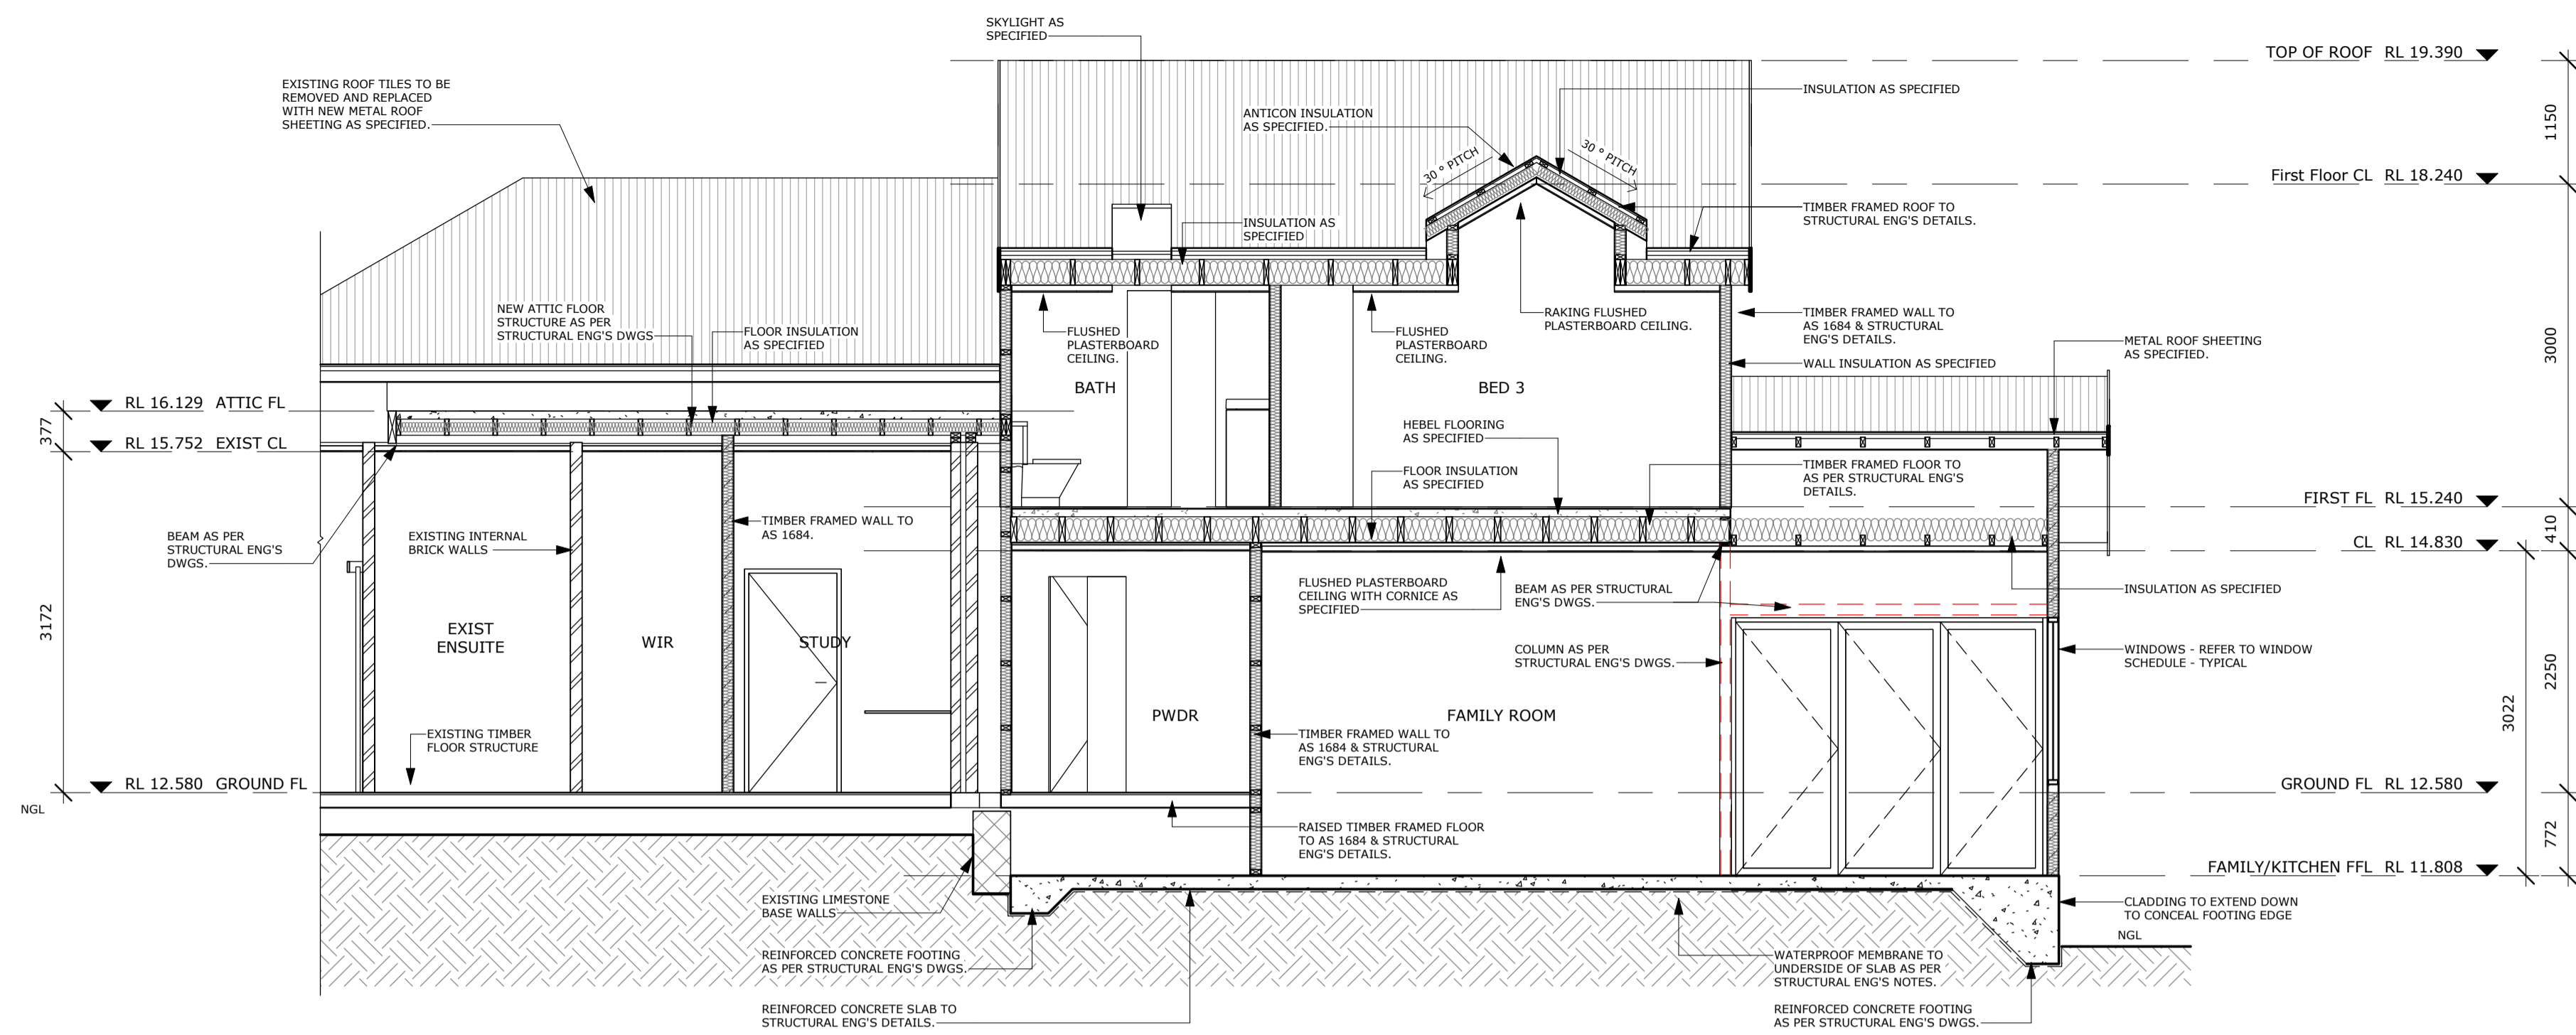 SKYLIGHT AS
SPECIFIED
TOP OF ROOF RL 19.390
EXISTING ROOF TILES TO BE
REMOVED AND REPLACED
WITH NEW METAL ROOF
SHEETING AS SPECIFIED.
INSULATION AS SPECIFIED
ANTICON INSULATION
AS SPECIFIED.
1150
30 ° PITCH
30 ° PITCH
First Floor CL RL 18.240
TIMBER FRAMED ROOF TO
STRUCTURAL ENG'S DETAILS.
INSULATION AS
SPECIFIED
NEW ATTIC FLOOR
STRUCTURE AS PER
STRUCTURAL ENG'S DWGS
FLOOR INSULATION
AS SPECIFIED
FLUSHED
PLASTERBOARD
CEILING.
FLUSHED
PLASTERBOARD
CEILING.
RAKING FLUSHED
PLASTERBOARD CEILING.
TIMBER FRAMED WALL TO
AS 1684 & STRUCTURAL
ENG'S DETAILS.
METAL ROOF SHEETING
AS SPECIFIED.
3000
WALL INSULATION AS SPECIFIED
BATH
BED 3
RL 16.129 ATTIC FL
377
RL 15.752 EXIST CL
HEBEL FLOORING
AS SPECIFIED
FLOOR INSULATION
AS SPECIFIED
TIMBER FRAMED FLOOR TO
AS PER STRUCTURAL ENG'S
DETAILS.
FIRST FL RL 15.240
410
CL RL 14.830
BEAM AS PER
STRUCTURAL ENG'S
DWGS.
EXISTING INTERNAL
BRICK WALLS
TIMBER FRAMED WALL TO
AS 1684.
FLUSHED PLASTERBOARD
CEILING WITH CORNICE AS
SPECIFIED
BEAM AS PER STRUCTURAL
ENG'S DWGS.
INSULATION AS SPECIFIED
3172
EXIST
ENSUITE
WIR
STUDY
COLUMN AS PER
STRUCTURAL ENG'S DWGS.
WINDOWS - REFER TO WINDOW
SCHEDULE - TYPICAL
2250
3022
PWDR
FAMILY ROOM
EXISTING TIMBER
FLOOR STRUCTURE
TIMBER FRAMED WALL TO
AS 1684 & STRUCTURAL
ENG'S DETAILS.
RL 12.580 GROUND FL
GROUND FL RL 12.580
NGL
RAISED TIMBER FRAMED FLOOR
TO AS 1684 & STRUCTURAL
ENG'S DETAILS.
772
FAMILY/KITCHEN FFL RL 11.808
EXISTING LIMESTONE
BASE WALLS
CLADDING TO EXTEND DOWN
TO CONCEAL FOOTING EDGE
NGL
REINFORCED CONCRETE FOOTING
AS PER STRUCTURAL ENG'S DWGS.
WATERPROOF MEMBRANE TO
UNDERSIDE OF SLAB AS PER
STRUCTURAL ENG'S NOTES.
REINFORCED CONCRETE SLAB TO
STRUCTURAL ENG'S DETAILS.
REINFORCED CONCRETE FOOTING
AS PER STRUCTURAL ENG'S DWGS.